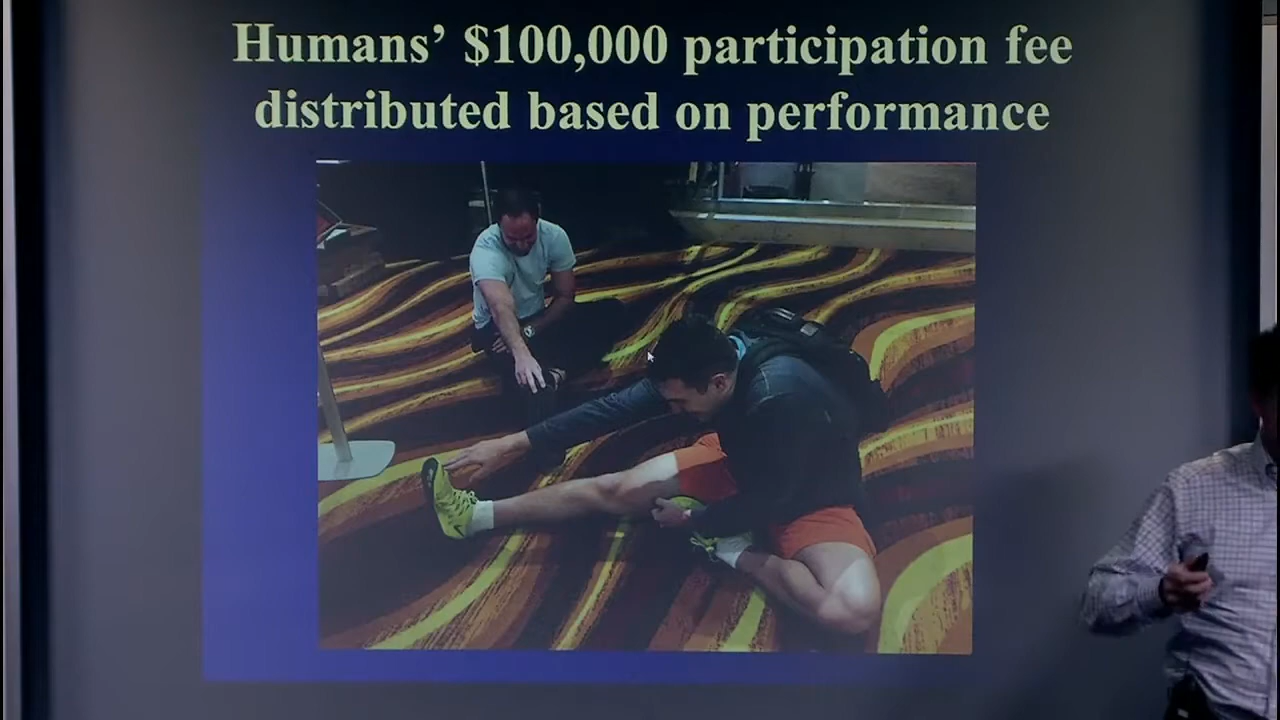 Humans’ $100,000 participation fee
distributed based on performance